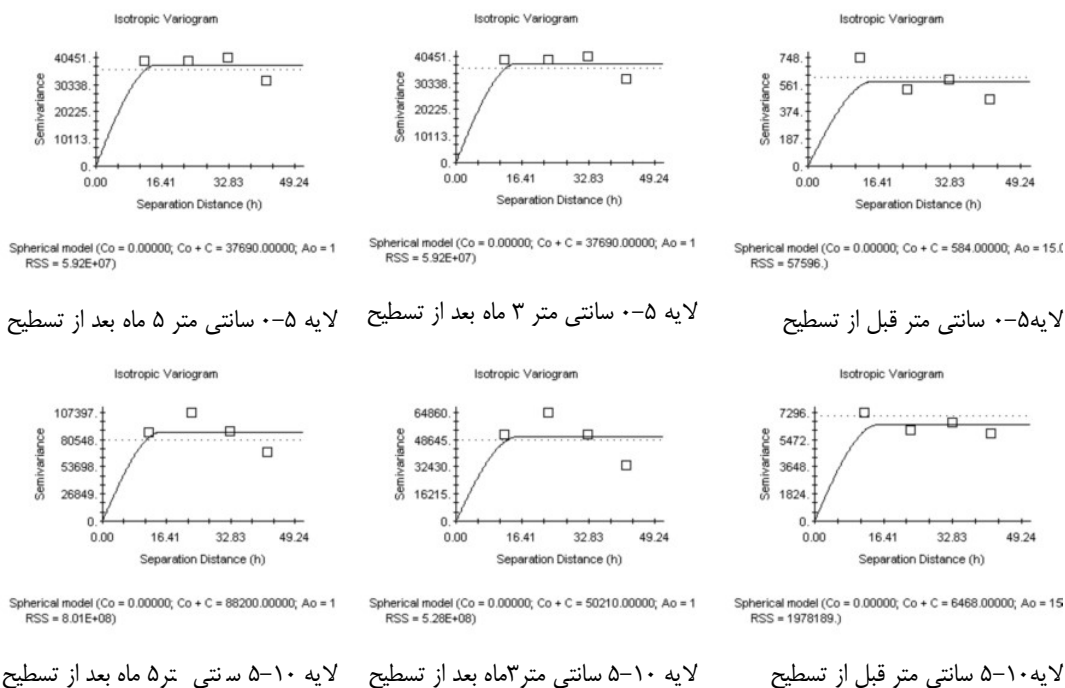 Isotropic Variogram
Semivariance
40451.
30338.
20225.
10113.
0.
0.00 16.41 32.83 49.24
Separation Distance (h)
Spherical model (Co = 0.00000; Co + C = 37690.00000; Ao = 1
RSS = 5.92E+07)
لایه ۵-۰ سانتی متر ۵ ماه بعد از تسطیح
Isotropic Variogram
Semivariance
40451.
30338.
20225.
10113.
0.
0.00 16.41 32.83 49.24
Separation Distance (h)
Spherical model (Co = 0.00000; Co + C = 37690.00000; Ao = 1
RSS = 5.92E+07)
لایه ۵-۰ سانتی متر ۳ ماه بعد از تسطیح
Isotropic Variogram
Semivariance
748.
561.
374.
187.
0.
0.00 16.41 32.83 49.24
Separation Distance (h)
Spherical model (Co = 0.00000; Co + C = 584.00000; Ao = 15.0
RSS = 57596.)
لایه۵-۰ سانتی متر قبل از تسطیح
Isotropic Variogram
Semivariance
107397.
80548.
53698.
26849.
0.
0.00 16.41 32.83 49.24
Separation Distance (h)
Spherical model (Co = 0.00000; Co + C = 88200.00000; Ao = 1
RSS = 8.01E+08)
لایه ۱۰-۵ سنتی تر۵ ماه بعد از تسطیح
Isotropic Variogram
Semivariance
64860.
48645.
32430.
16215.
0.
0.00 16.41 32.83 49.24
Separation Distance (h)
Spherical model (Co = 0.00000; Co + C = 50210.00000; Ao = 1
RSS = 5.28E+08)
لایه ۱۰-۵ سانتی متر۳ماه بعد از تسطیح
Isotropic Variogram
Semivariance
7296.
5472.
3648.
1824.
0.
0.00 16.41 32.83 49.24
Separation Distance (h)
Spherical model (Co = 0.00000; Co + C = 6468.00000; Ao = 15
RSS = 1978189.)
لایه۱۰-۵ سانتی متر قبل از تسطیح